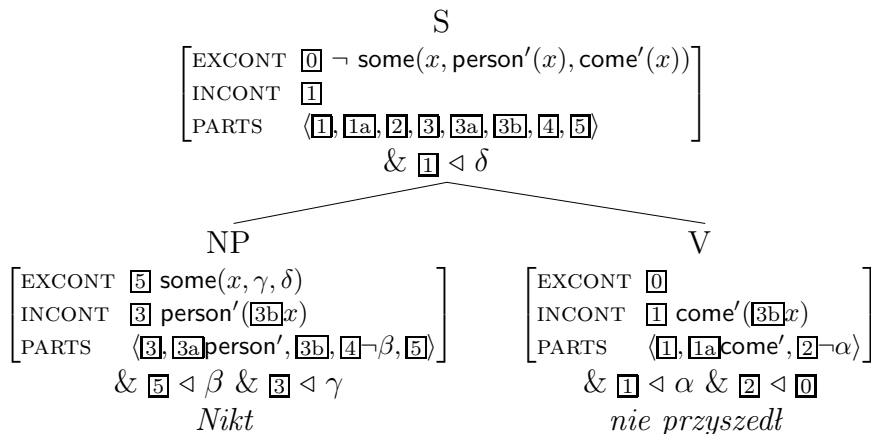 S
EXCONT [0] ¬ some(x, person′(x), come′(x))
INCONT [1]
PARTS ⟨[1], [1a], [2], [3], [3a], [3b], [4], [5]⟩
& [1] ◁ δ
NP V
EXCONT [5] some(x, γ, δ) EXCONT [0]
INCONT [3] person′([3b]x) INCONT [1] come′([3b]x)
PARTS ⟨[3], [3a]person′, [3b], [4]¬β, [5]⟩ PARTS ⟨[1], [1a]come′, [2]¬α⟩
& [5] ◁ β & [3] ◁ γ & [1] ◁ α & [2] ◁ [0]
Nikt nie przyszedł